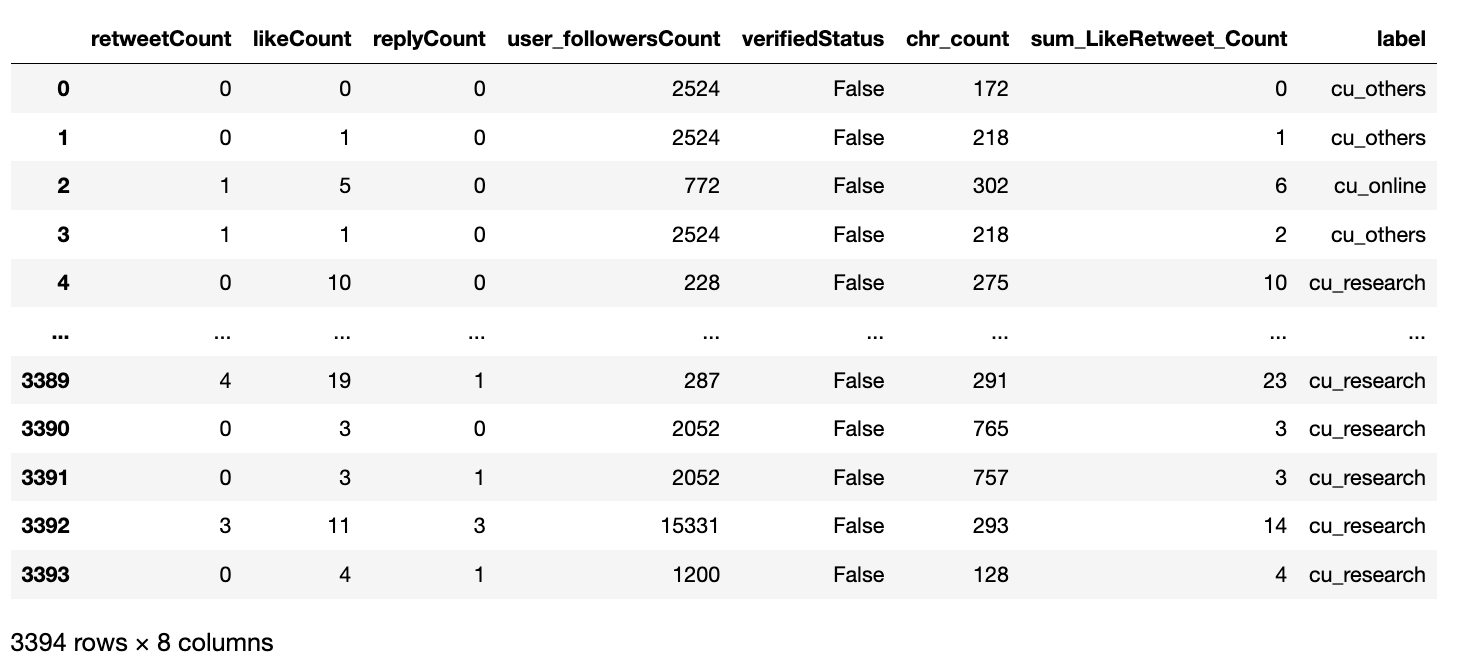 retweetCount likeCount replyCount user_followersCount verifiedStatus chr_count sum_LikeRetweet_Count label
0 0 0 0 2524 False 172 0 cu_others
1 0 1 0 2524 False 218 1 cu_others
2 1 5 0 772 False 302 6 cu_online
3 1 1 0 2524 False 218 2 cu_others
4 0 10 0 228 False 275 10 cu_research
... ... ... ... ... ... ... ... ...
3389 4 19 1 287 False 291 23 cu_research
3390 0 3 0 2052 False 765 3 cu_research
3391 0 3 1 2052 False 757 3 cu_research
3392 3 11 3 15331 False 293 14 cu_research
3393 0 4 1 1200 False 128 4 cu_research
3394 rows × 8 columns